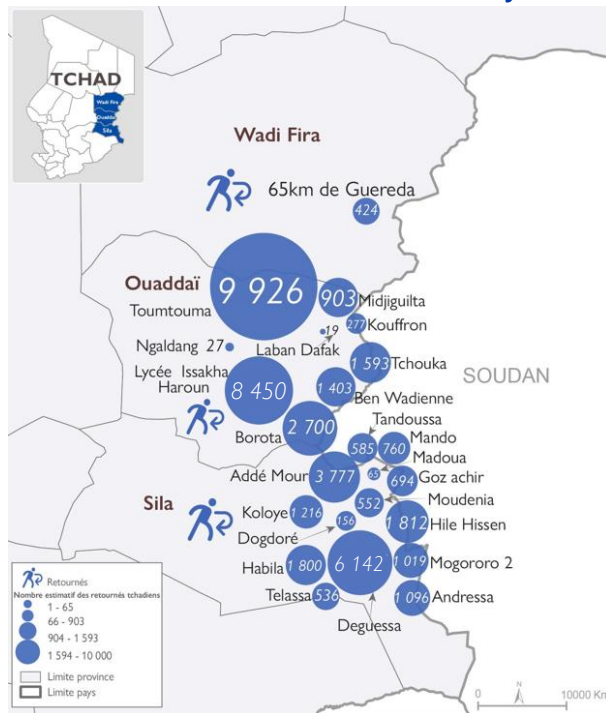 TCHAD
Wadi Fira
Ouaddaï
Sila
Wadi Fira
65km de Guereda
424
Ouaddaï
Toumtouma
9 926
903
Midjiguilta
277
Kouffron
19
Laban Dafak
Ngaldang 27
1 593
Tchouka
SOUDAN
Lycée Issakha
Haroun
8 450
1 403
Ben Wadienne
Borota
2 700
Tandoussa
585
760
Mando
Madoua
65
Addé Mour
3 777
694
Goz achir
Sila
552
Moudenia
Koloye
1 216
156
Dogdoré
1 812
Hile Hissen
Habila
1 800
6 142
1 019
Mogororo 2
Telassa
536
1 096
Andressa
Deguessa
Retournés
Nombre estimatif des retournés tchadiens
1 - 65
66 - 903
904 - 1 593
1 594 - 10 000
Limite province
Limite pays
N
0
10000 Km